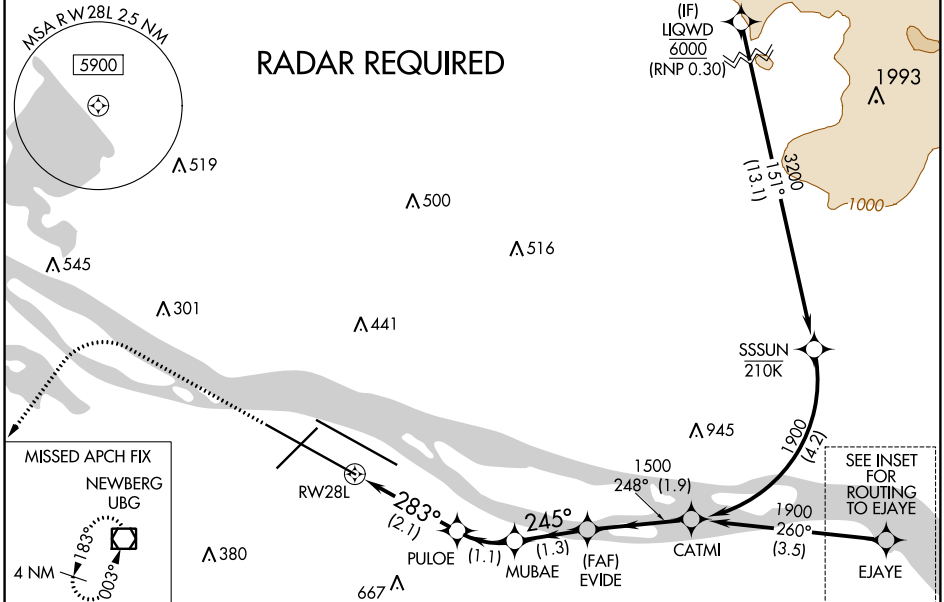 MSA RW28L 25 NM
5900
RADAR REQUIRED
(IF)
LIQWD
6000
(RNP 0.30)
1993
519
500
3200
151°
(13.1)
1000
516
545
301
441
SSSUN
210K
945
1900
(4.2)
MISSED APCH FIX
NEWBERG
UBG
183°
4 NM
003°
RW28L
283°
(2.1)
1500
248° (1.9)
245°
SEE INSET
FOR
ROUTING
TO EJAYE
1900
260°
(3.5)
380
PULOE
(1.1)
MUBAE
(1.3)
(FAF)
EVIDE
CATMI
EJAYE
667